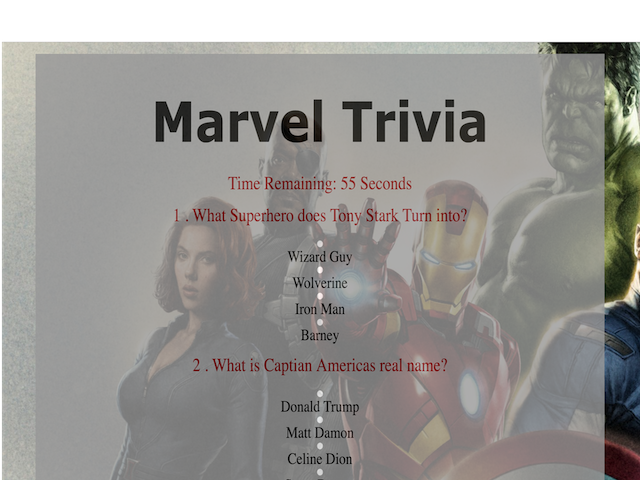 Marvel Trivia
Time Remaining: 55 Seconds
1 . What Superhero does Tony Stark Turn into?
Wizard Guy
Wolverine
Iron Man
Barney
2 . What is Captian Americas real name?
Donald Trump
Matt Damon
Celine Dion